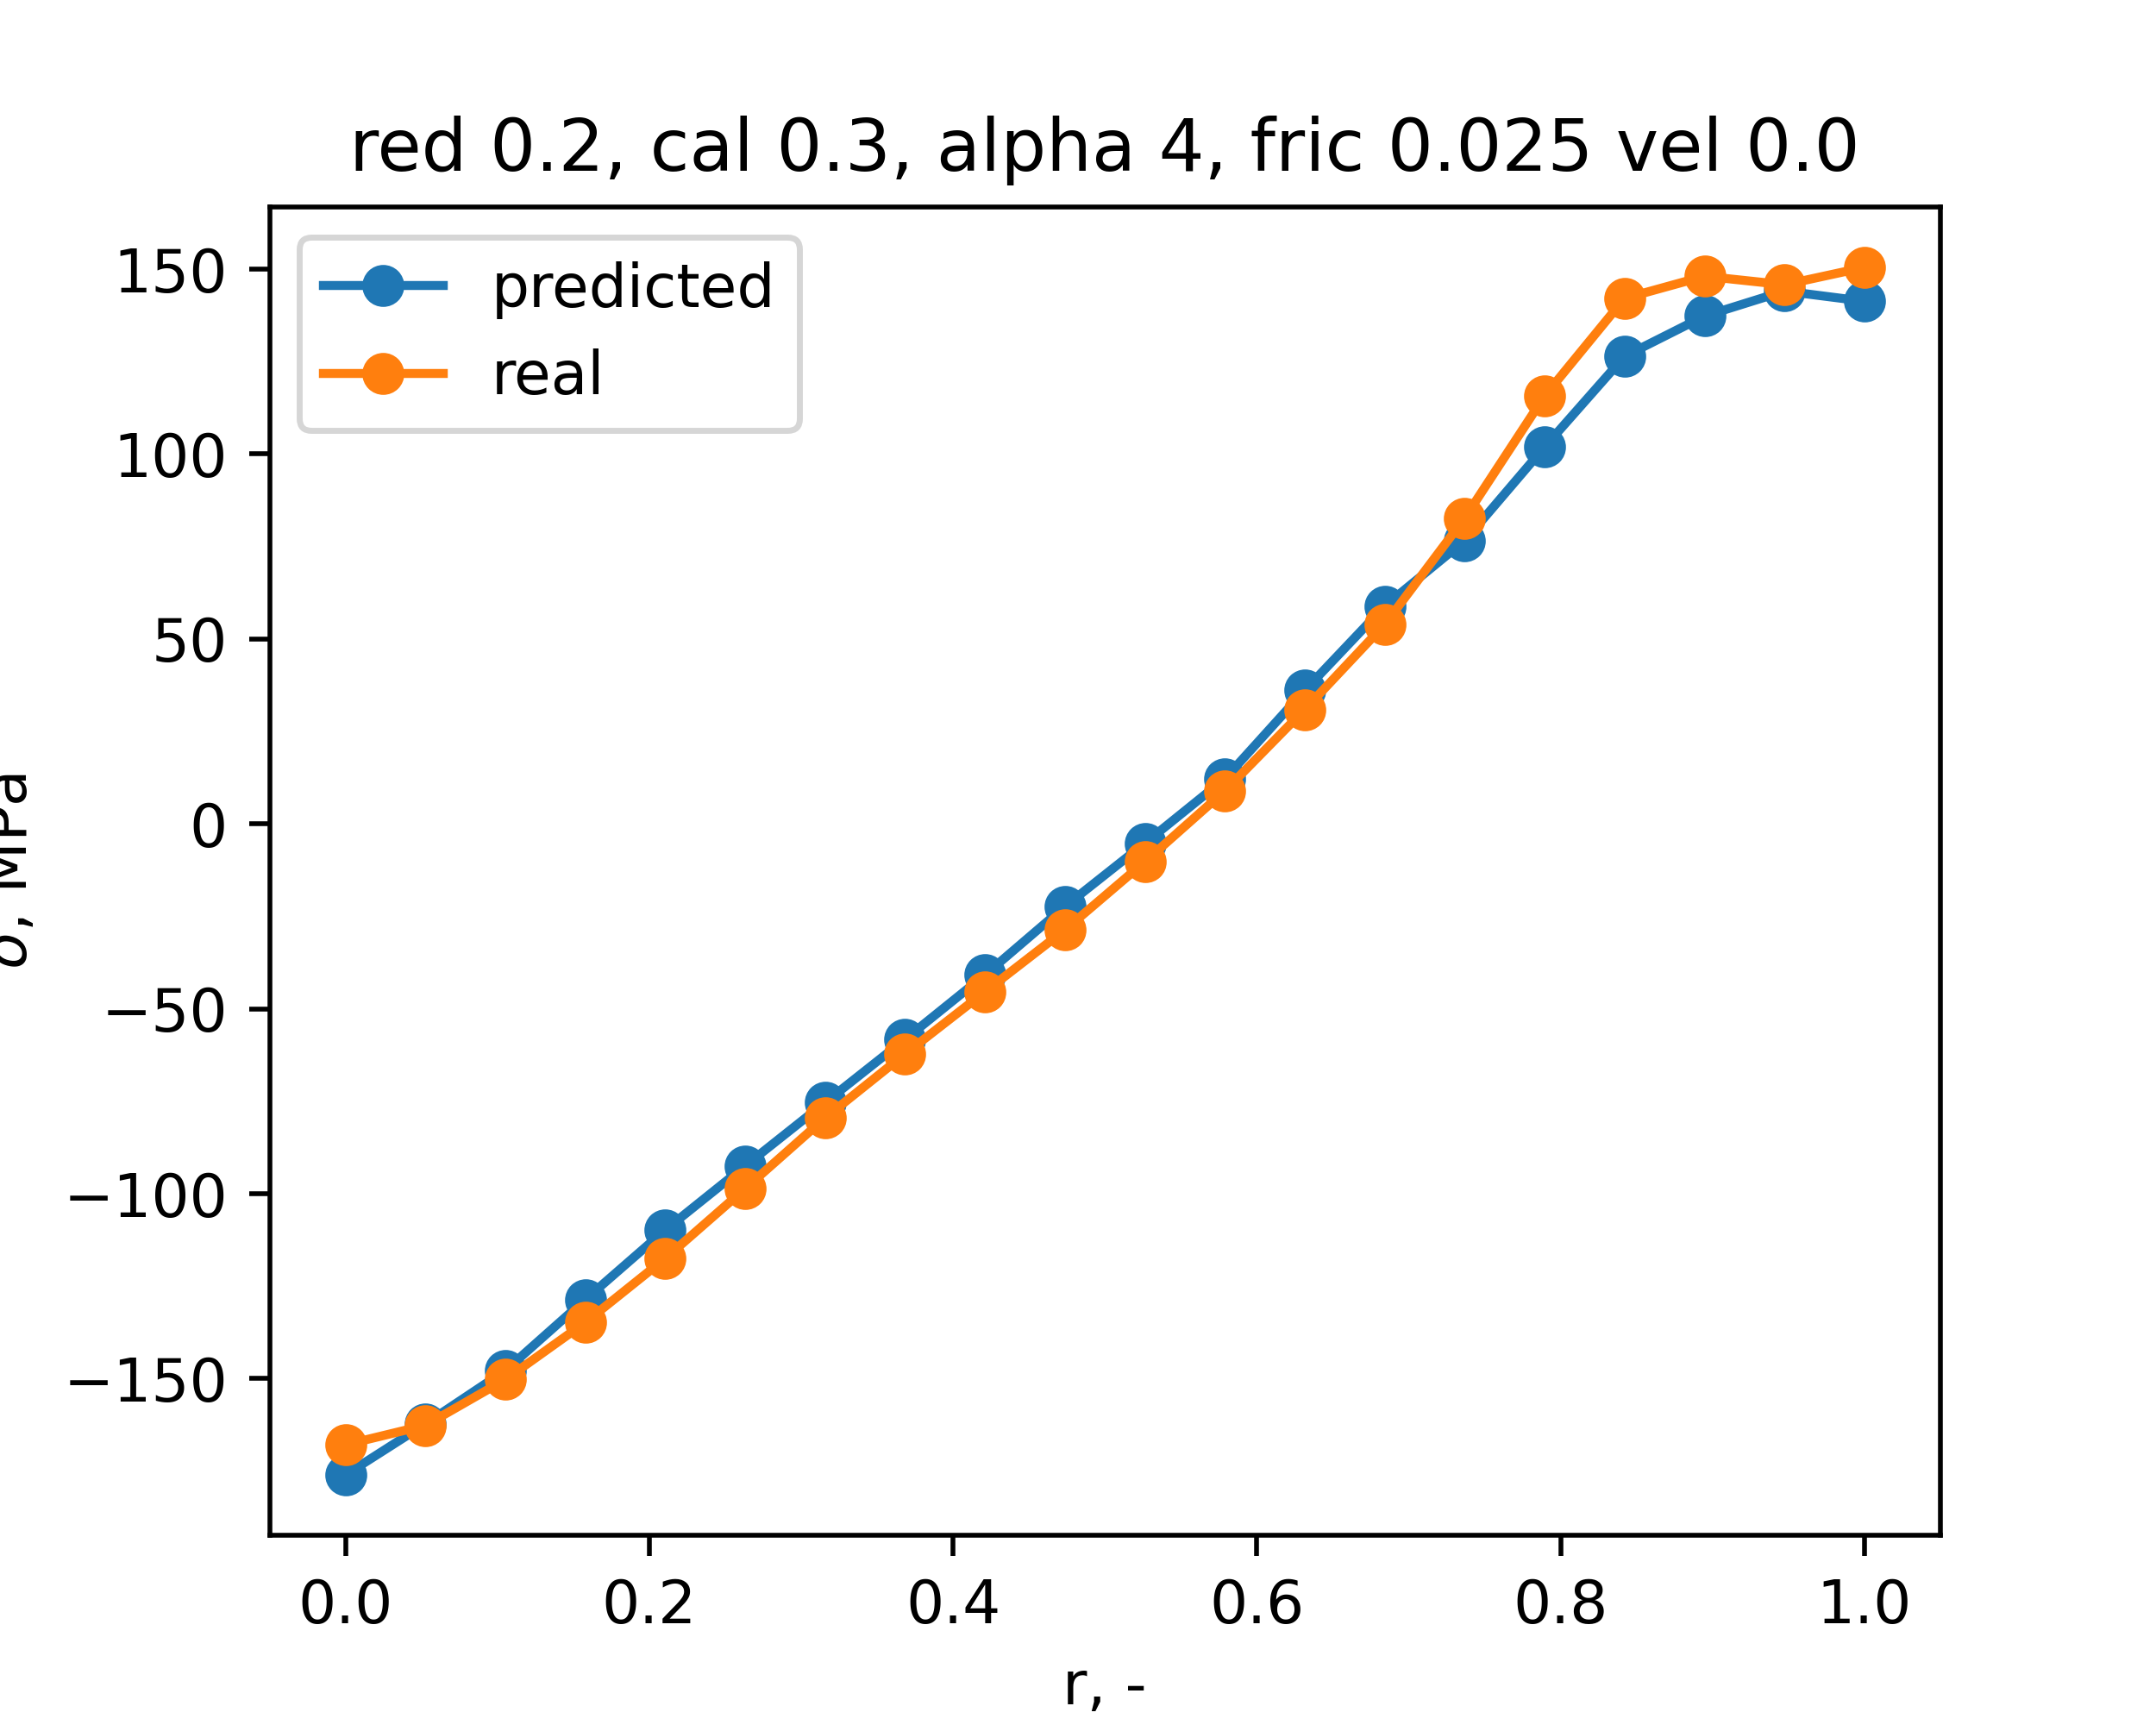 red 0.2, cal 0.3, alpha 4, fric 0.025 vel 0.0
predicted
real
150
100
50
0
−50
−100
−150
σ, MPa
0.0 0.2 0.4 0.6 0.8 1.0
r, -